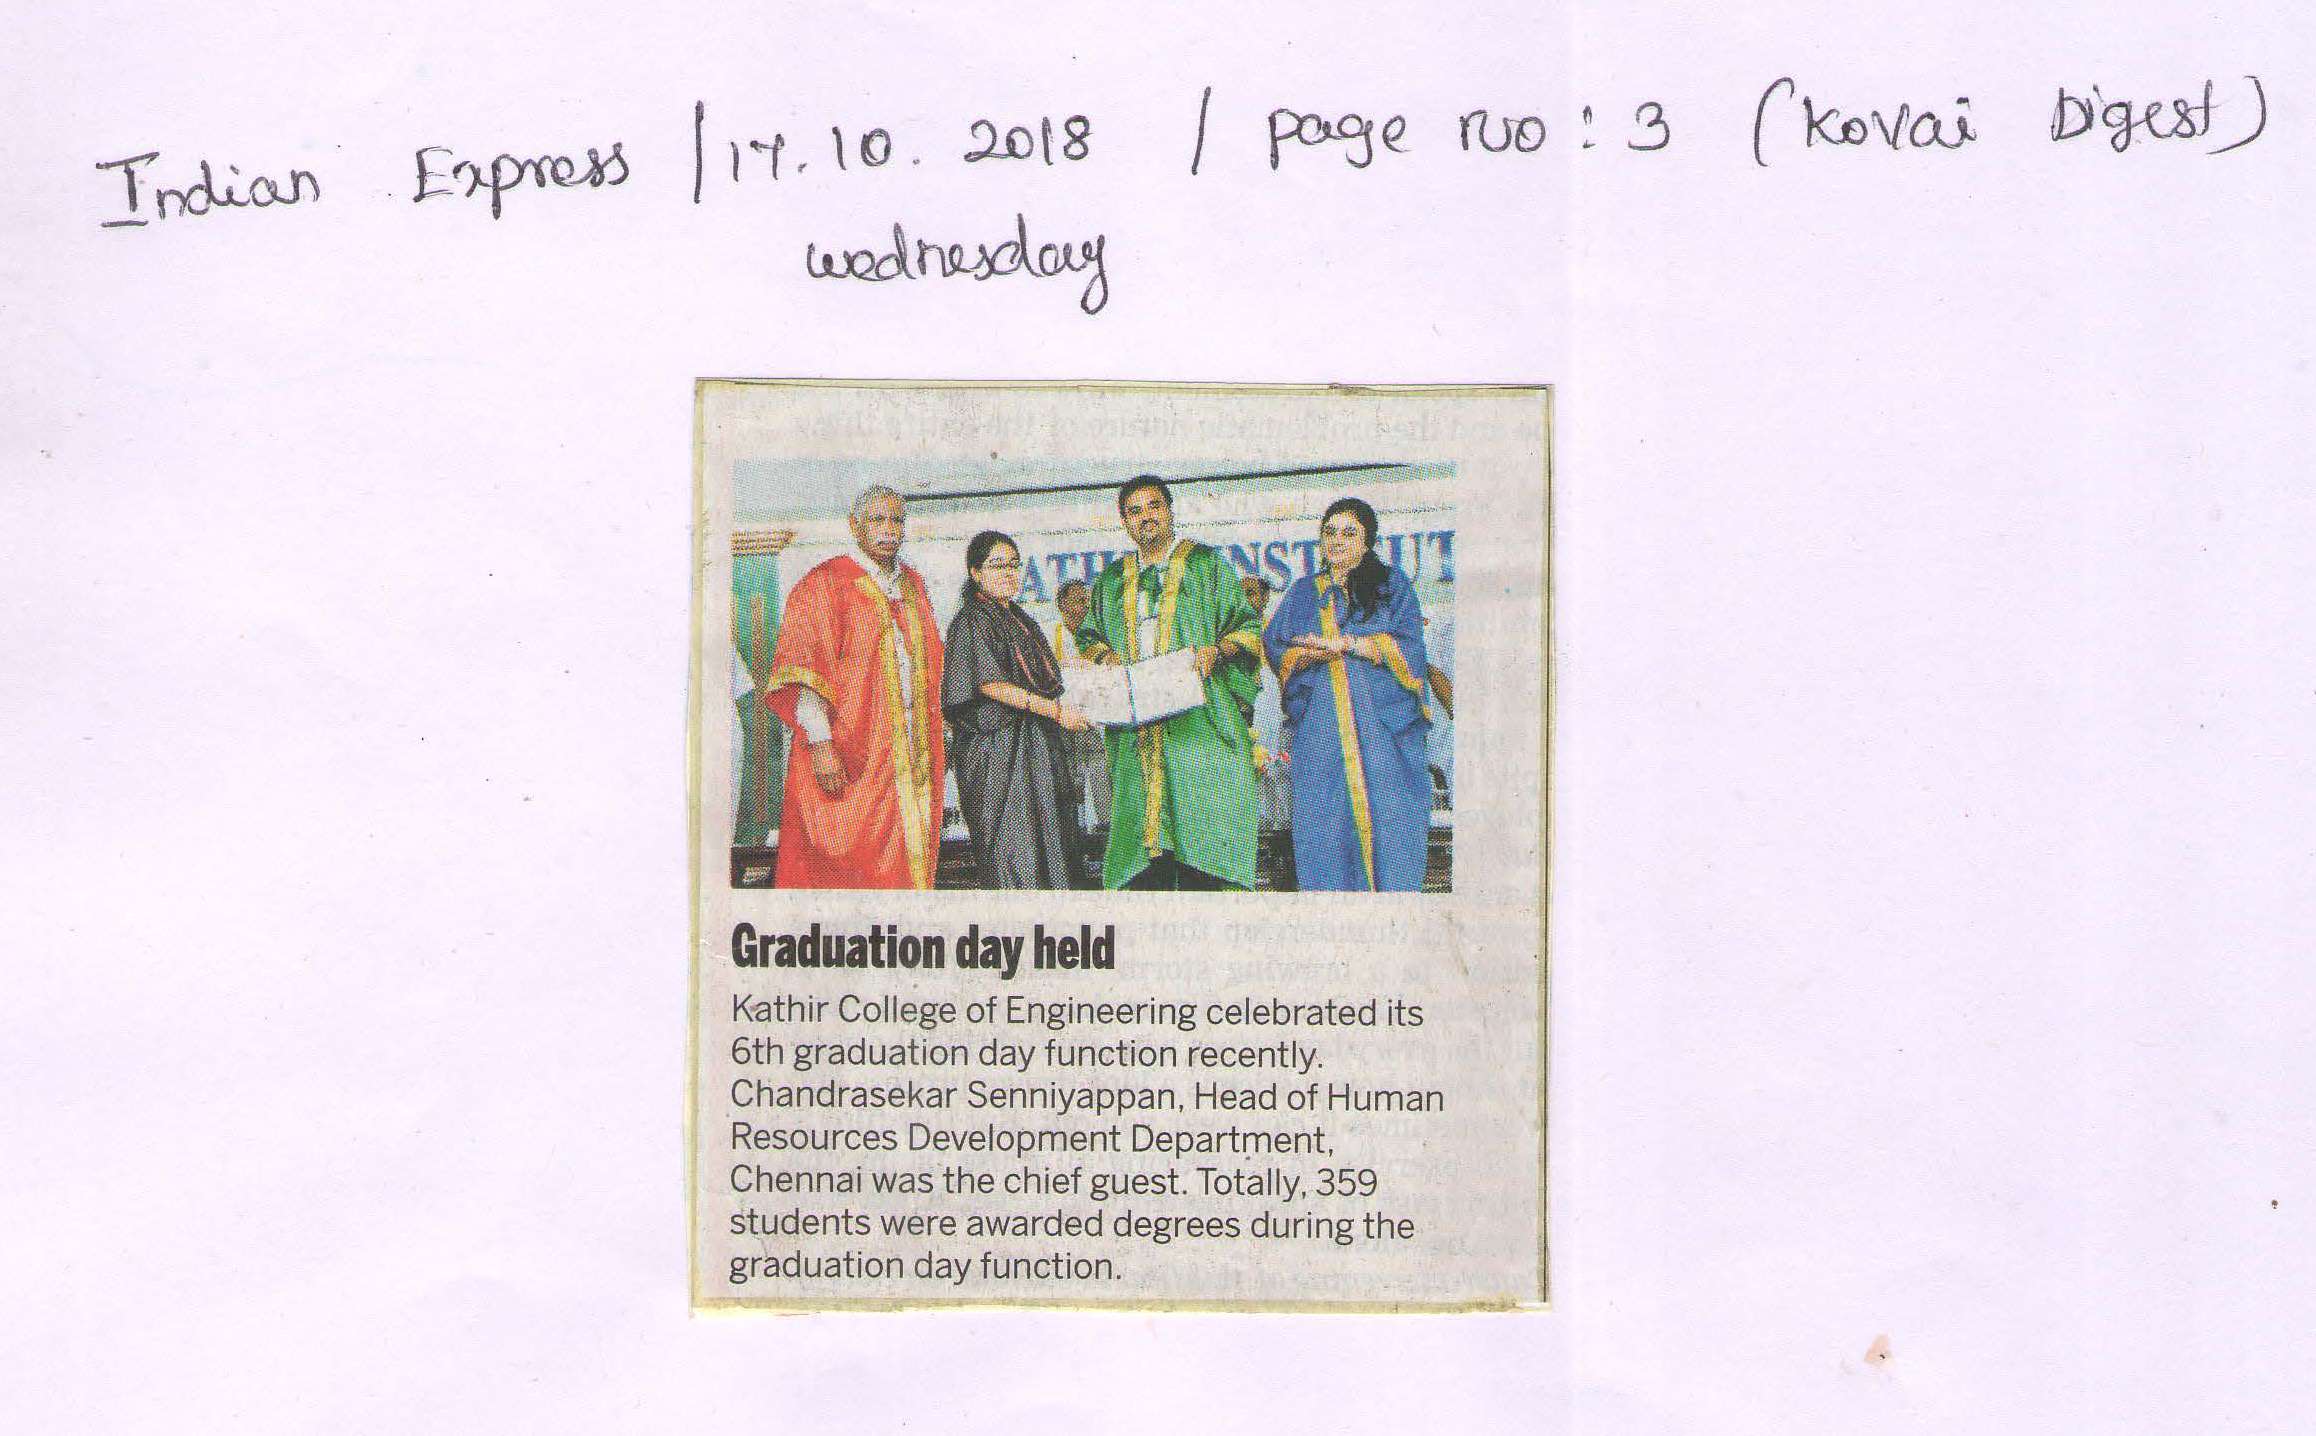 Indian Express / 17.10.2018 / page no: 3 (Kovai Digest)
wednesday
Graduation day held
Kathir College of Engineering celebrated its
6th graduation day function recently.
Chandrasekar Senniyappan, Head of Human
Resources Development Department,
Chennai was the chief guest. Totally, 359
students were awarded degrees during the
graduation day function.